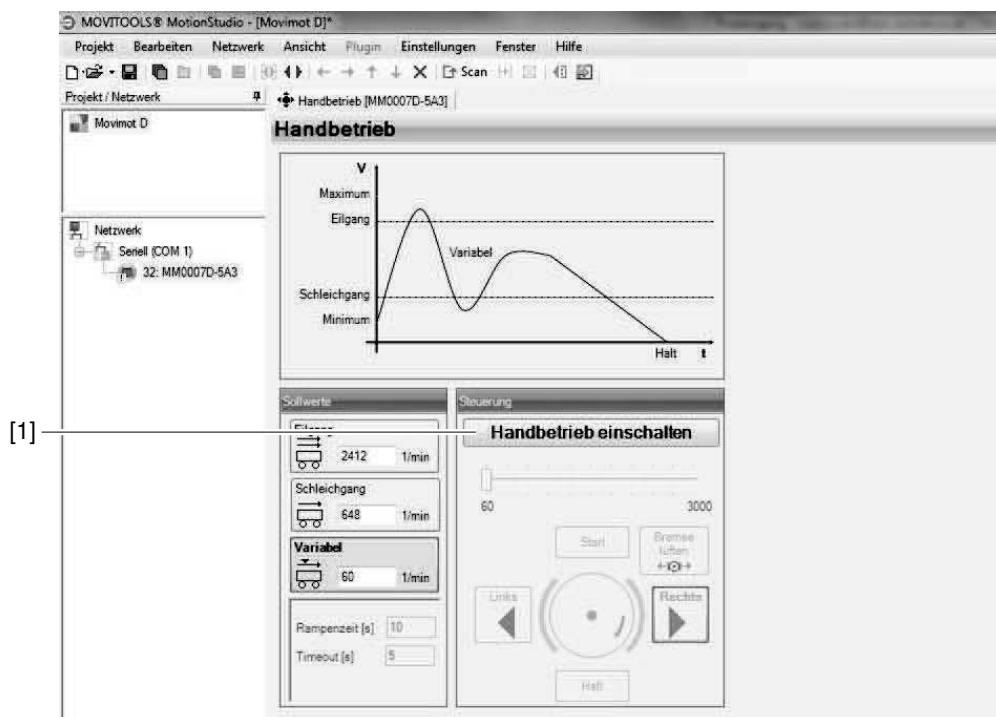 MOVITOOLS® MotionStudio - [Movimot D]*
Projekt Bearbeiten Netzwerk Ansicht Plugin Einstellungen Fenster Hilfe
Scan
Projekt / Netzwerk
Handbetrieb [MM0007D-5A3]
Movimot D
Handbetrieb
V
Maximum
Eilgang
Variabel
Schleichgang
Minimum
Halt t
Netzwerk
Seriell (COM 1)
32: MM0007D-5A3
[1]
Sollwerte
Eilgang
2412 1/min
Schleichgang
648 1/min
Variabel
60 1/min
Rampenzeit [s] 10
Timeout [s] 5
Steuerung
Handbetrieb einschalten
60 3000
Start
Bremse
lüften
Links
Rechts
Halt